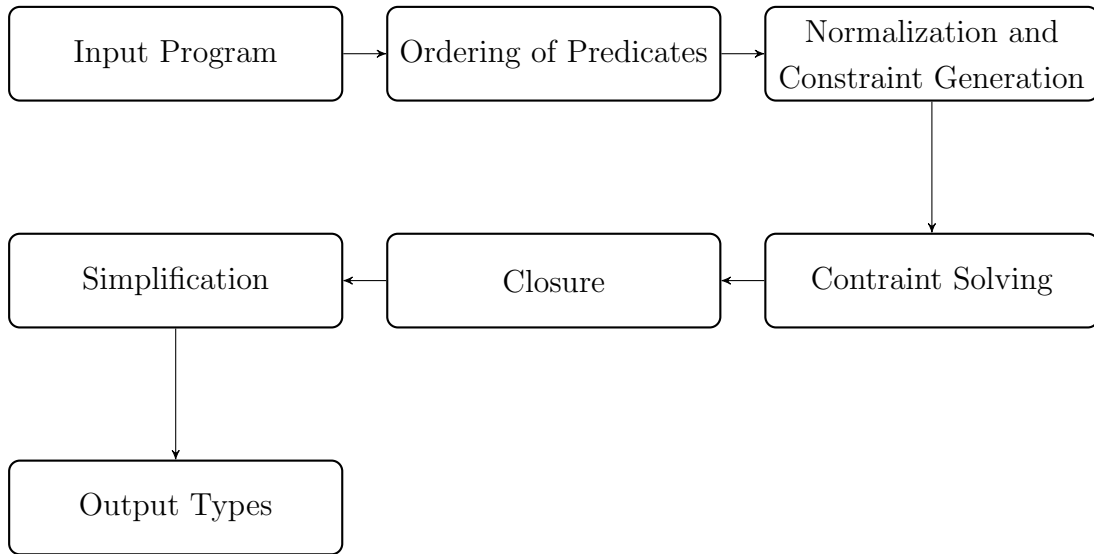 Input Program
Ordering of Predicates
Normalization and
Constraint Generation
Contraint Solving
Closure
Simplification
Output Types